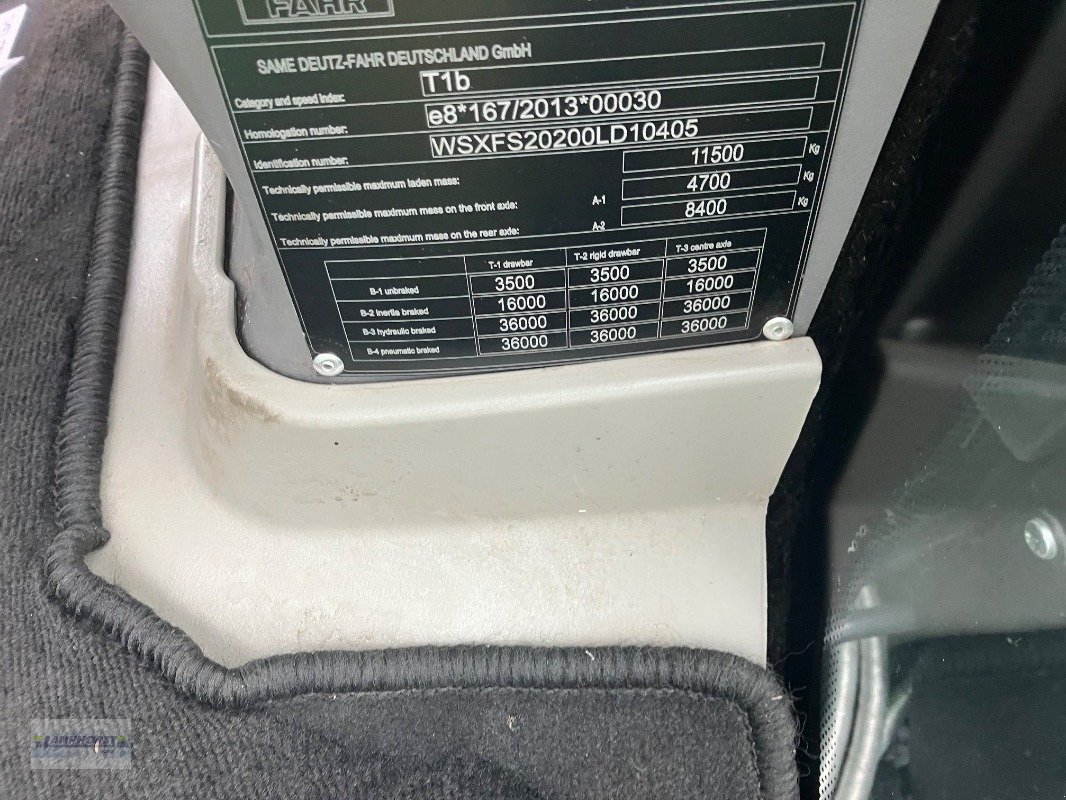 FAHR
SAME DEUTZ-FAHR DEUTSCHLAND GmbH
Category and speed index: T1b
Homologation number: e8*167/2013*00030
Identification number: WSXFS20200LD10405
Technically permissible maximum laden mass: 11500 Kg
Technically permissible maximum mass on the front axle: A-1 4700 Kg
Technically permissible maximum mass on the rear axle: A-2 8400 Kg
T-1 drawbar T-2 rigid drawbar T-3 centre axle
B-1 unbraked 3500 3500 3500
B-2 inertia braked 16000 16000 16000
B-3 hydraulic braked 36000 36000 36000
B-4 pneumatic braked 36000 36000 36000